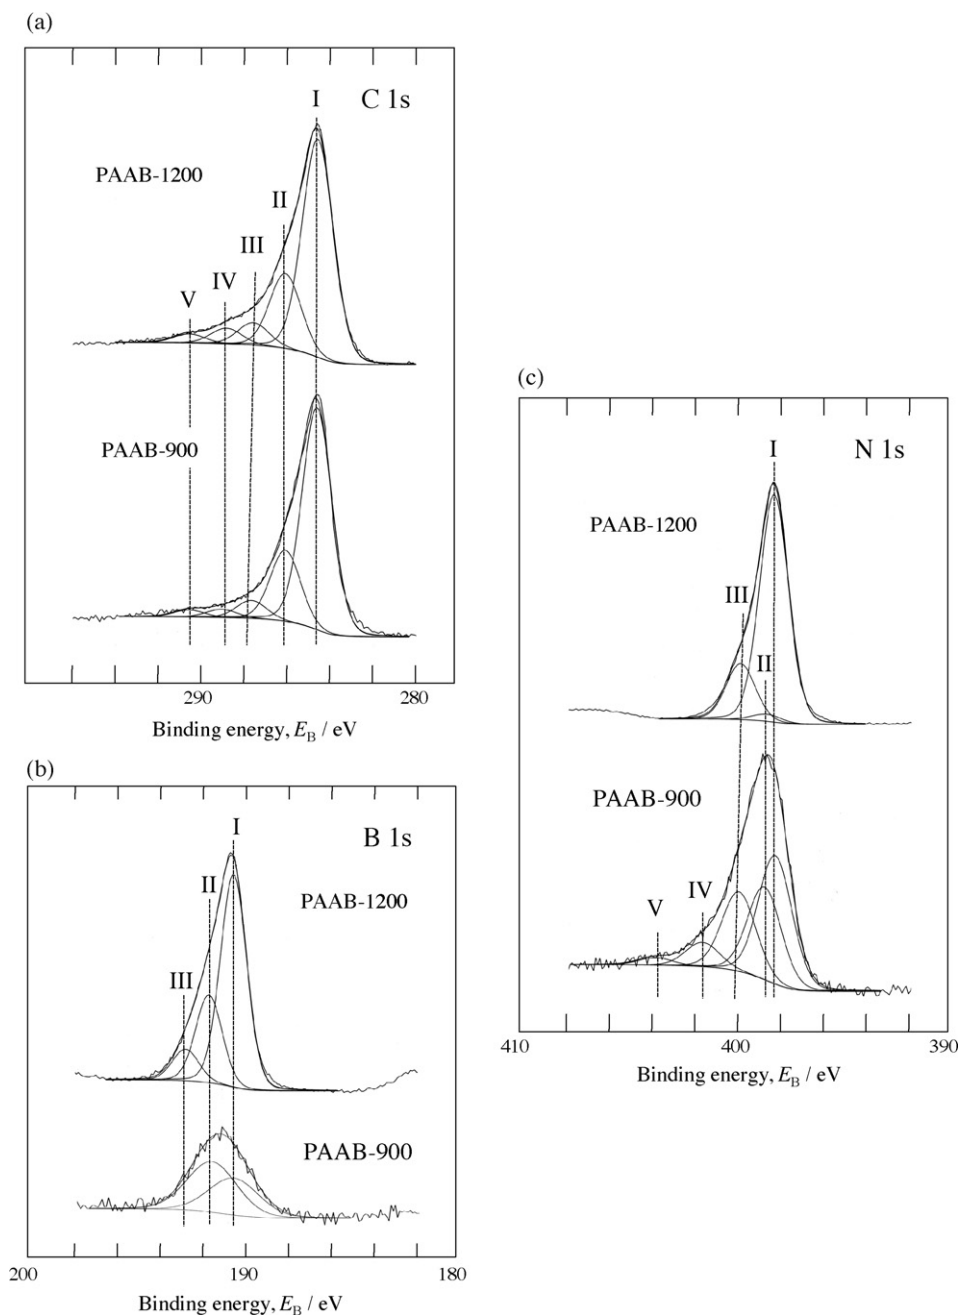 (a)
C 1s
I
PAAB-1200
II
III
IV
V
PAAB-900
290
280
Binding energy, E_B / eV
(b)
B 1s
I
II
PAAB-1200
III
PAAB-900
200
190
180
Binding energy, E_B / eV
(c)
N 1s
I
PAAB-1200
III
II
PAAB-900
IV
V
410
400
390
Binding energy, E_B / eV